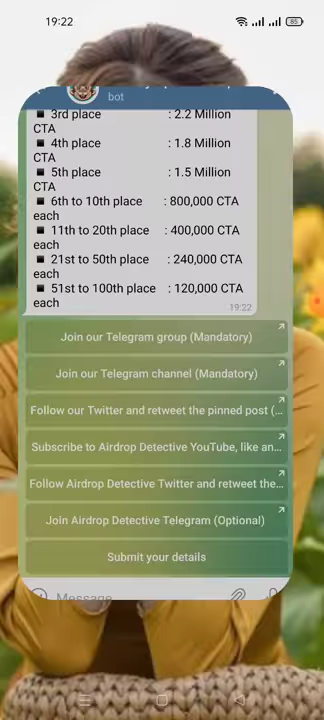 19:22
85
bot
▪ 3rd place : 2.2 Million
CTA
▪ 4th place : 1.8 Million
CTA
▪ 5th place : 1.5 Million
CTA
▪ 6th to 10th place : 800,000 CTA
each
▪ 11th to 20th place : 400,000 CTA
each
▪ 21st to 50th place : 240,000 CTA
each
▪ 51st to 100th place : 120,000 CTA
each
19:22
Join our Telegram group (Mandatory)
Join our Telegram channel (Mandatory)
Follow our Twitter and retweet the pinned post (...
Subscribe to Airdrop Detective YouTube, like an...
Follow Airdrop Detective Twitter and retweet the...
Join Airdrop Detective Telegram (Optional)
Submit your details
Message